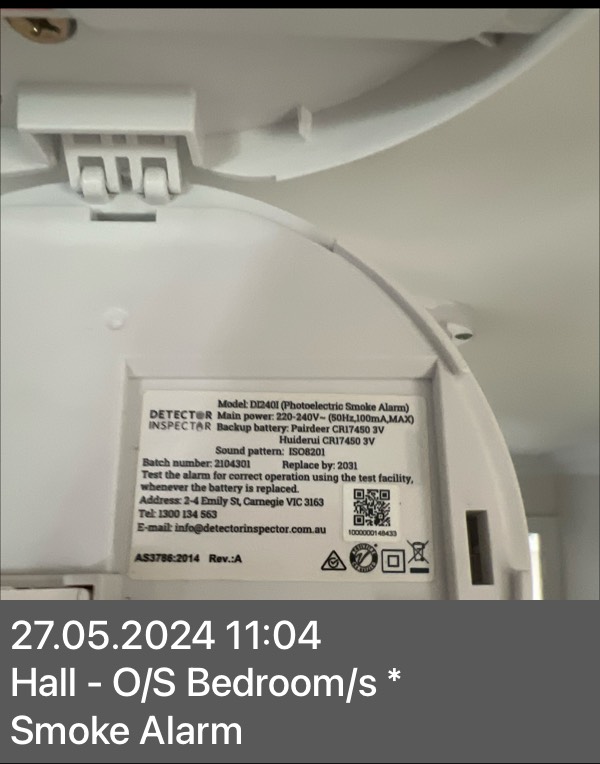 DETECTOR
INSPECTOR
Model: DI240I (Photoelectric Smoke Alarm)
Main power: 220-240V~ (50Hz,100mA,MAX)
Backup battery: Pairdeer CR17450 3V
Huiderui CR17450 3V
Sound pattern: ISO8201
Batch number: 2104301 Replace by: 2031
Test the alarm for correct operation using the test facility,
whenever the battery is replaced.
Address: 2-4 Emily St, Carnegie VIC 3163
Tel: 1300 134 563
E-mail: info@detectorinspector.com.au
1000000148433
AS3786:2014 Rev.:A
27.05.2024 11:04
Hall - O/S Bedroom/s *
Smoke Alarm